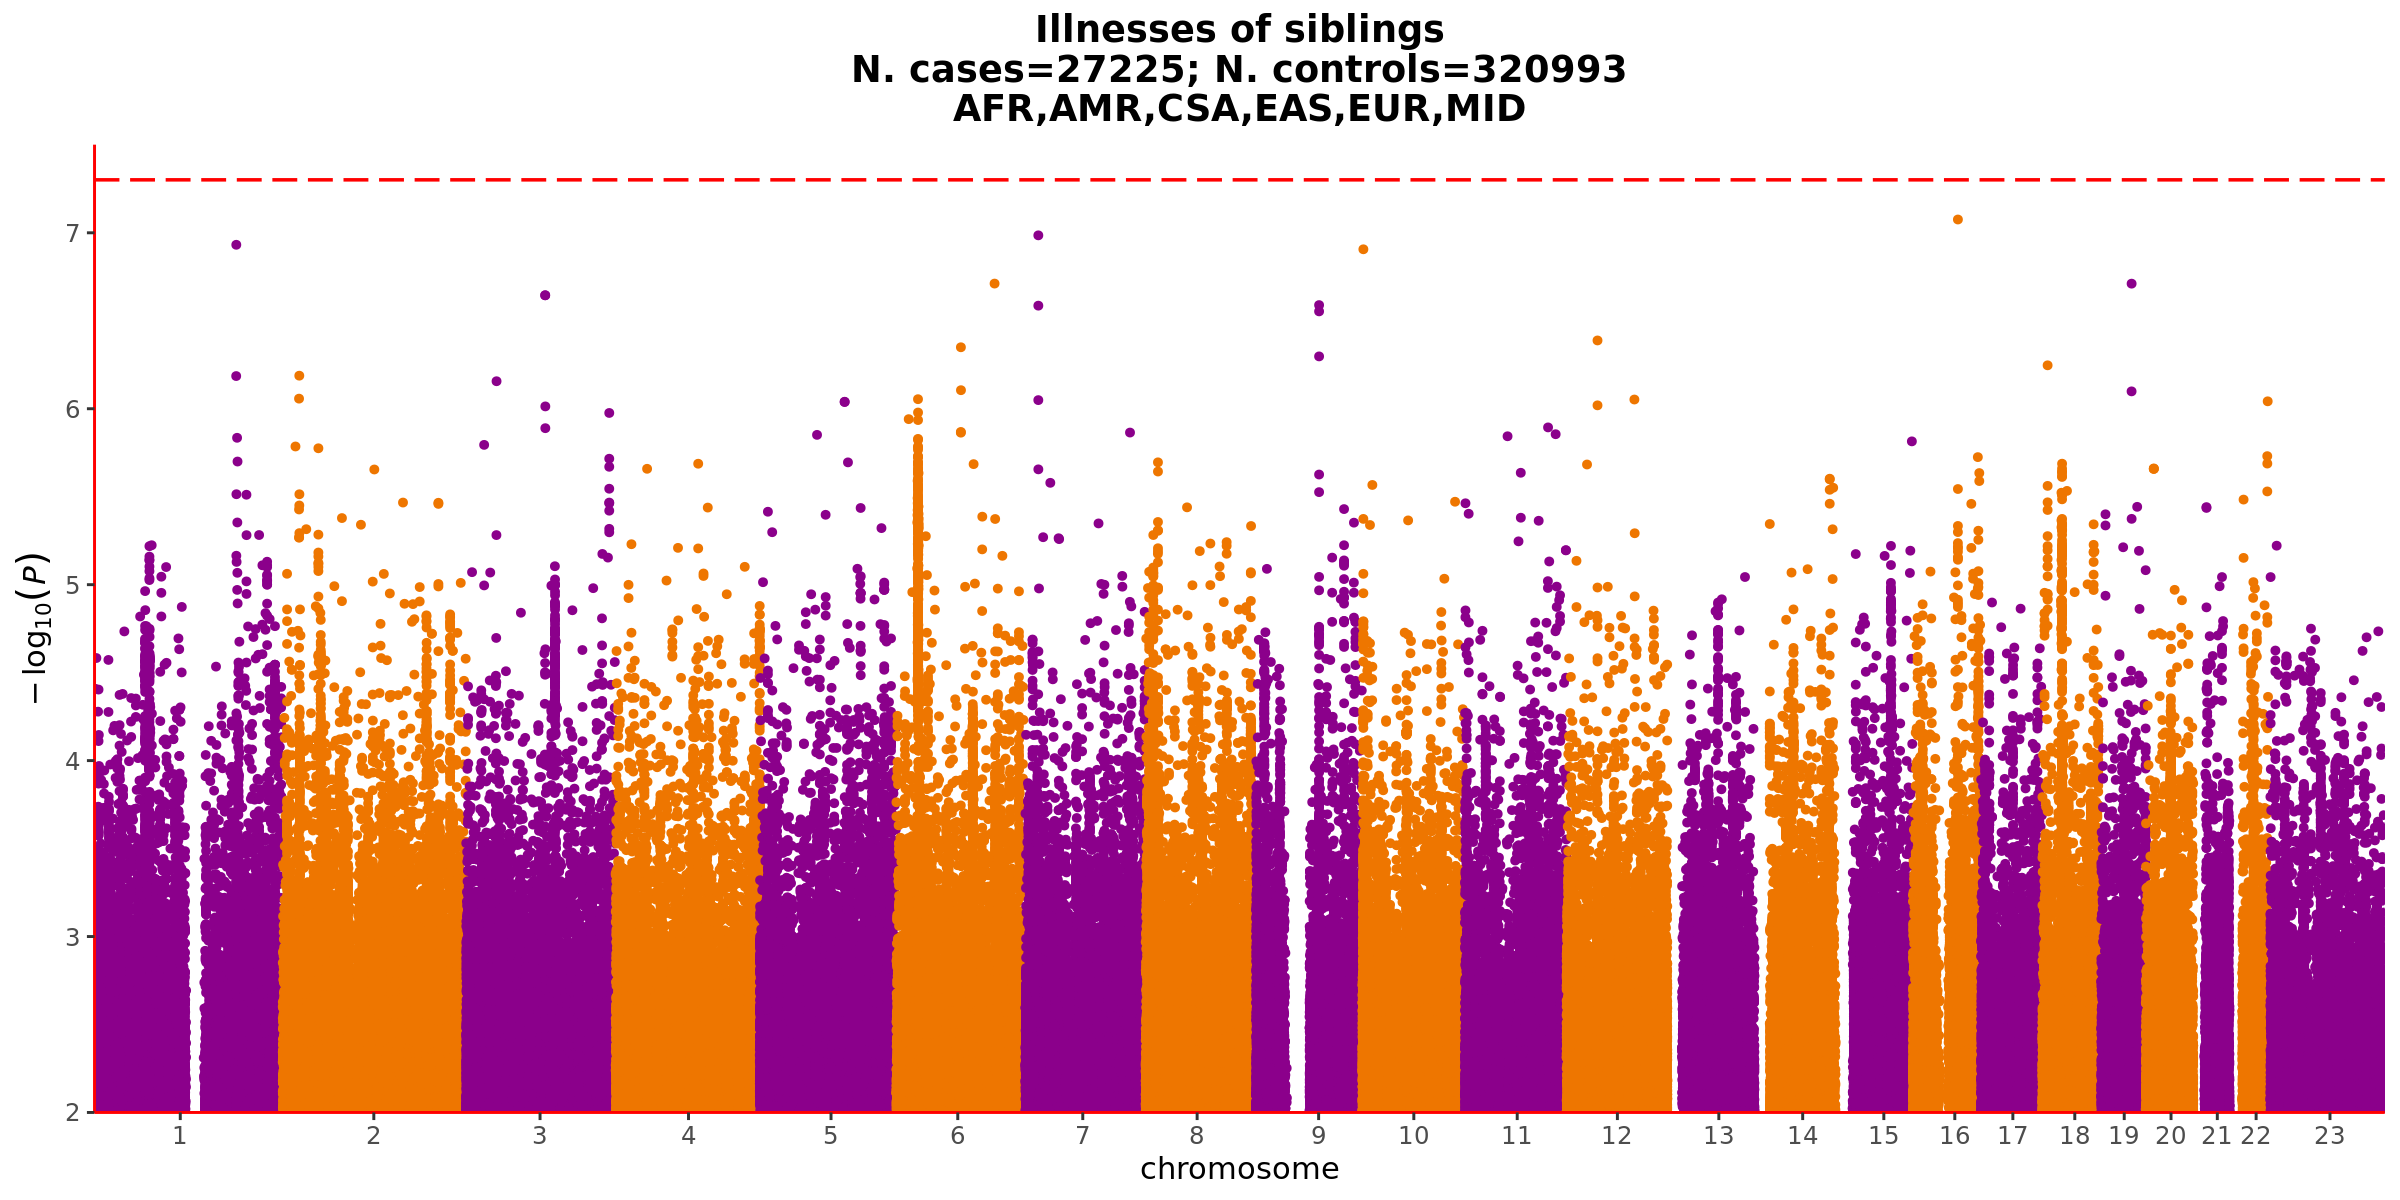 Illnesses of siblings
N. cases=27225; N. controls=320993
AFR,AMR,CSA,EAS,EUR,MID
−log10(P)
7
6
5
4
3
2
1 2 3 4 5 6 7 8 9 10 11 12 13 14 15 16 17 18 19 20 21 22 23
chromosome